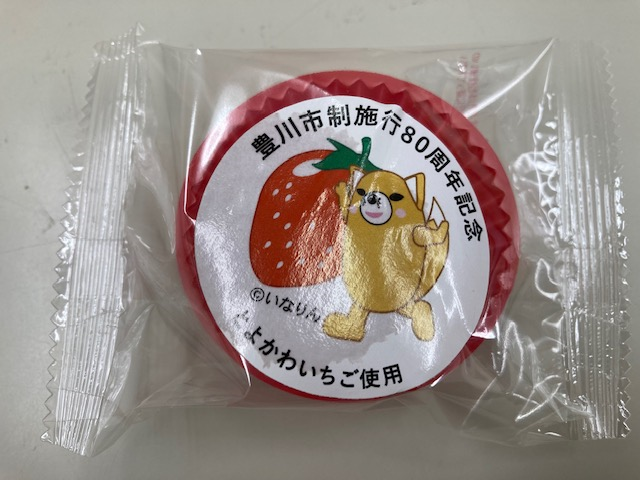 豊川市制施行80周年記念
©いなりん
とよかわいちご使用